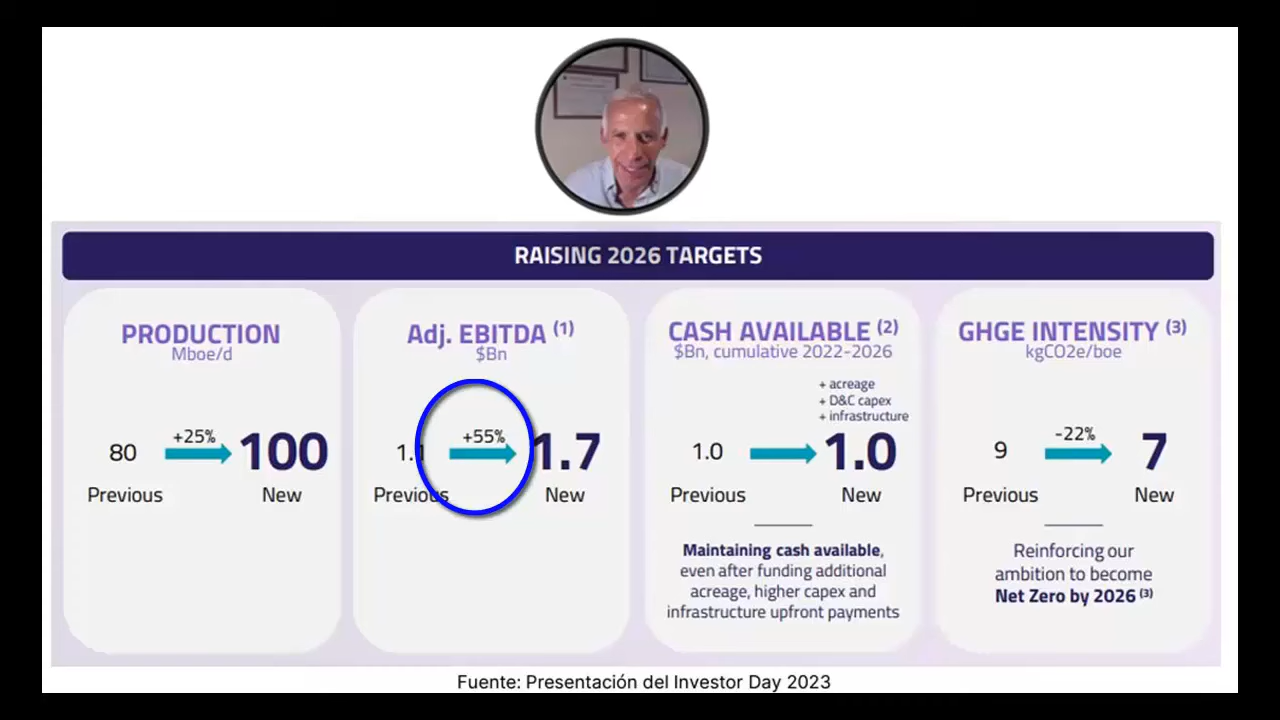 RAISING 2026 TARGETS
PRODUCTION
Mboe/d
80
+25%
100
Previous
New
Adj. EBITDA (1)
$Bn
1.1
+55%
1.7
Previous
New
CASH AVAILABLE (2)
$Bn, cumulative 2022-2026
+ acreage
+ D&C capex
+ infrastructure
1.0
1.0
Previous
New
Maintaining cash available,
even after funding additional
acreage, higher capex and
infrastructure upfront payments
GHGE INTENSITY (3)
kgCO2e/boe
9
-22%
7
Previous
New
Reinforcing our
ambition to become
Net Zero by 2026 (3)
Fuente: Presentación del Investor Day 2023